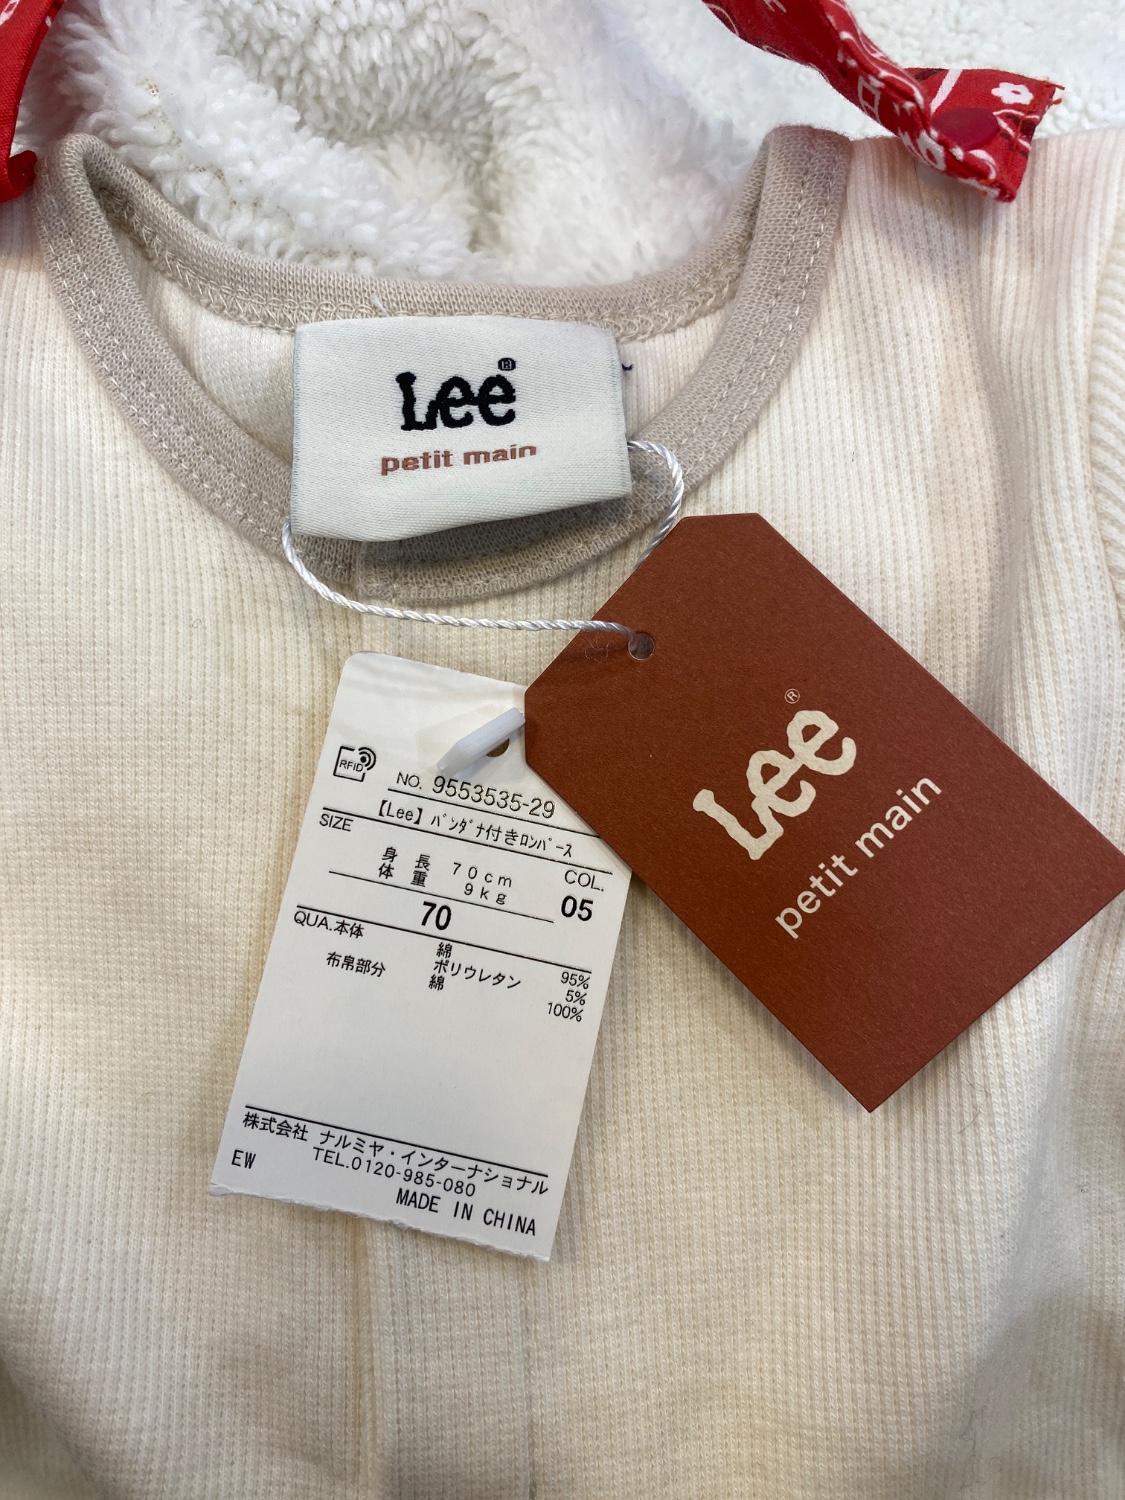 Lee
petit main
Lee®
petit main
RFID
NO. 9553535-29
【Lee】ﾊﾞﾝﾀﾞﾅ付きﾛﾝﾊﾟｰｽ
SIZE
身 長 70cm
体 重 9kg
COL.
70
05
QUA.本体 綿 95%
ポリウレタン 5%
布帛部分 綿 100%
株式会社 ナルミヤ・インターナショナル
TEL.0120-985-080
EW
MADE IN CHINA